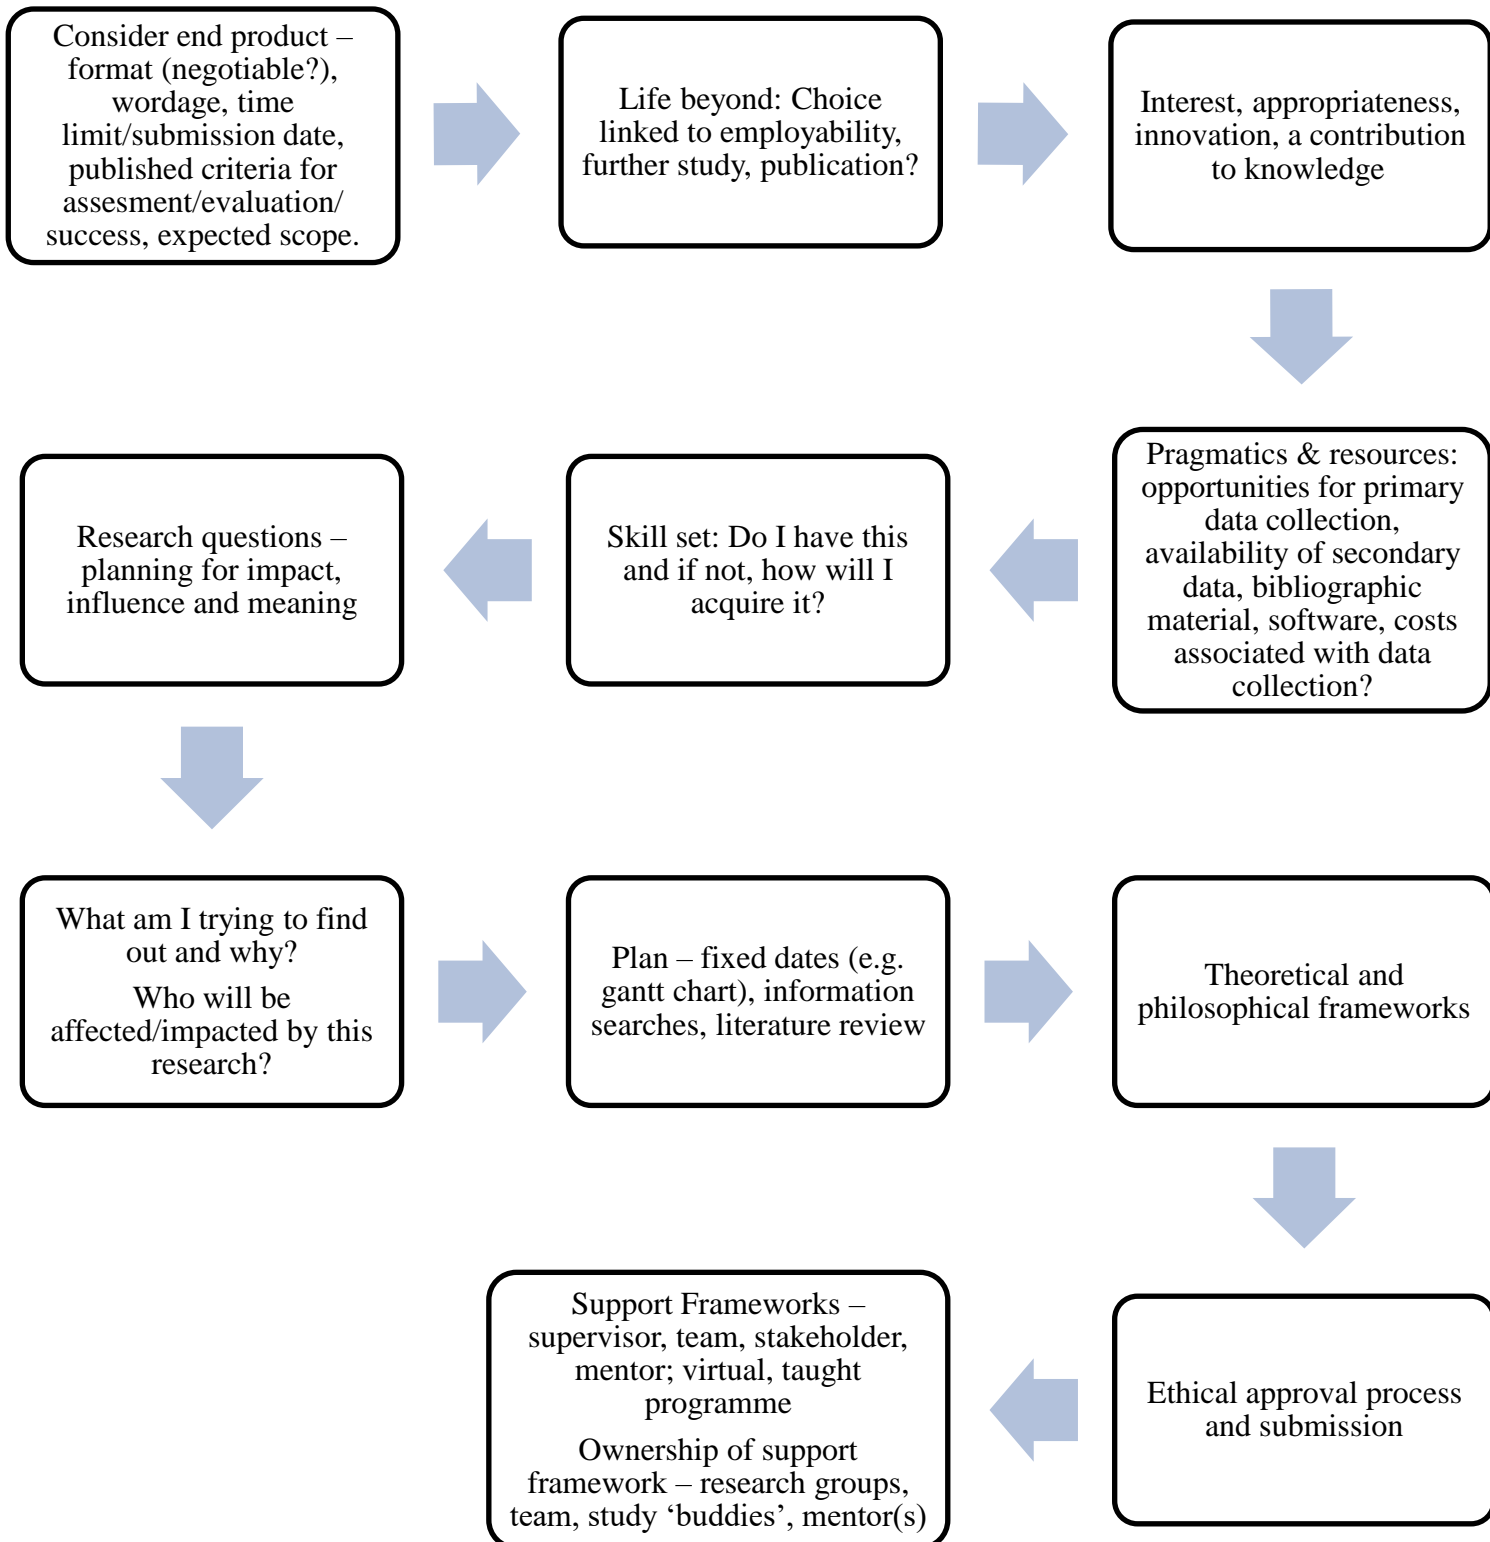 Consider end product –
format (negotiable?),
wordage, time
limit/submission date,
published criteria for
assesment/evaluation/
success, expected scope.
Life beyond: Choice
linked to employability,
further study, publication?
Interest, appropriateness,
innovation, a contribution
to knowledge
Pragmatics & resources:
opportunities for primary
data collection,
availability of secondary
data, bibliographic
material, software, costs
associated with data
collection?
Skill set: Do I have this
and if not, how will I
acquire it?
Research questions –
planning for impact,
influence and meaning
What am I trying to find
out and why?
Who will be
affected/impacted by this
research?
Plan – fixed dates (e.g.
gantt chart), information
searches, literature review
Theoretical and
philosophical frameworks
Ethical approval process
and submission
Support Frameworks –
supervisor, team, stakeholder,
mentor; virtual, taught
programme
Ownership of support
framework – research groups,
team, study ‘buddies’, mentor(s)